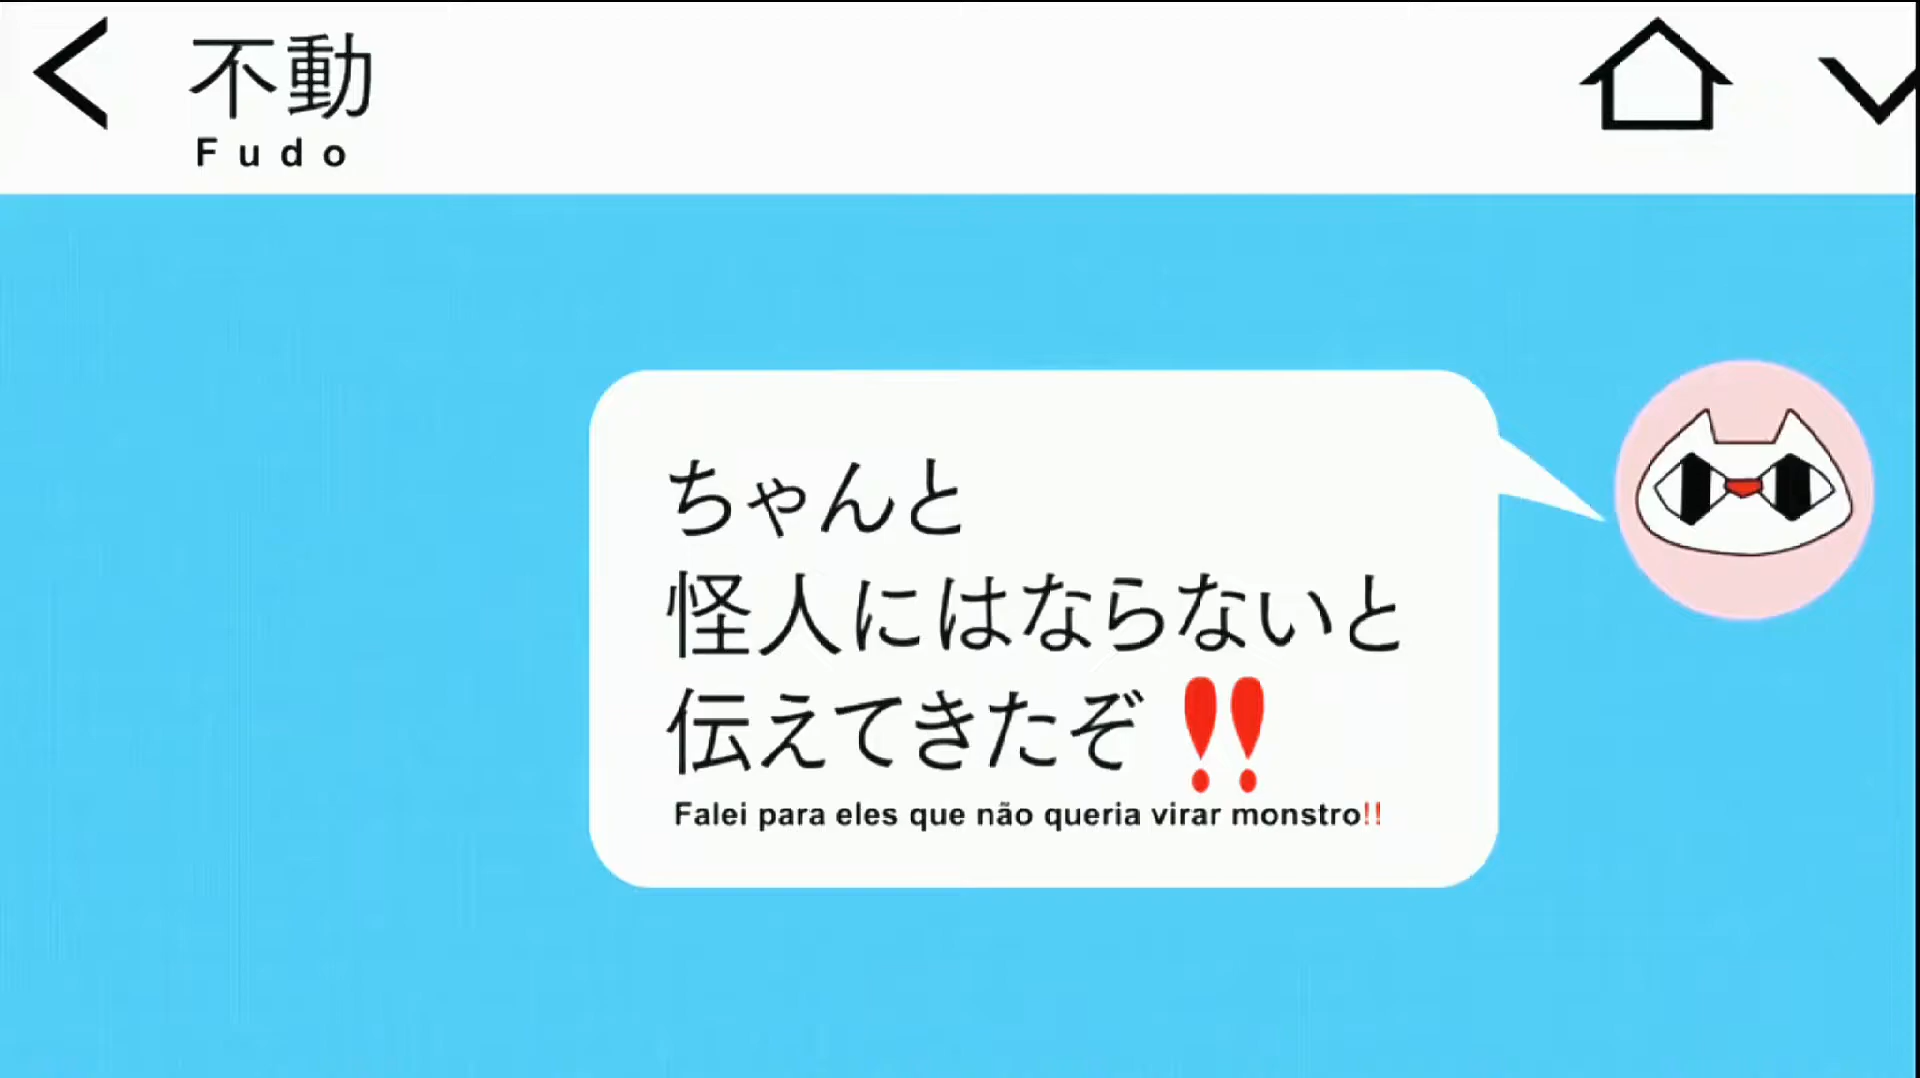 不動
Fudo
ちゃんと
怪人にはならないと
伝えてきたぞ‼
Falei para eles que não queria virar monstro!!